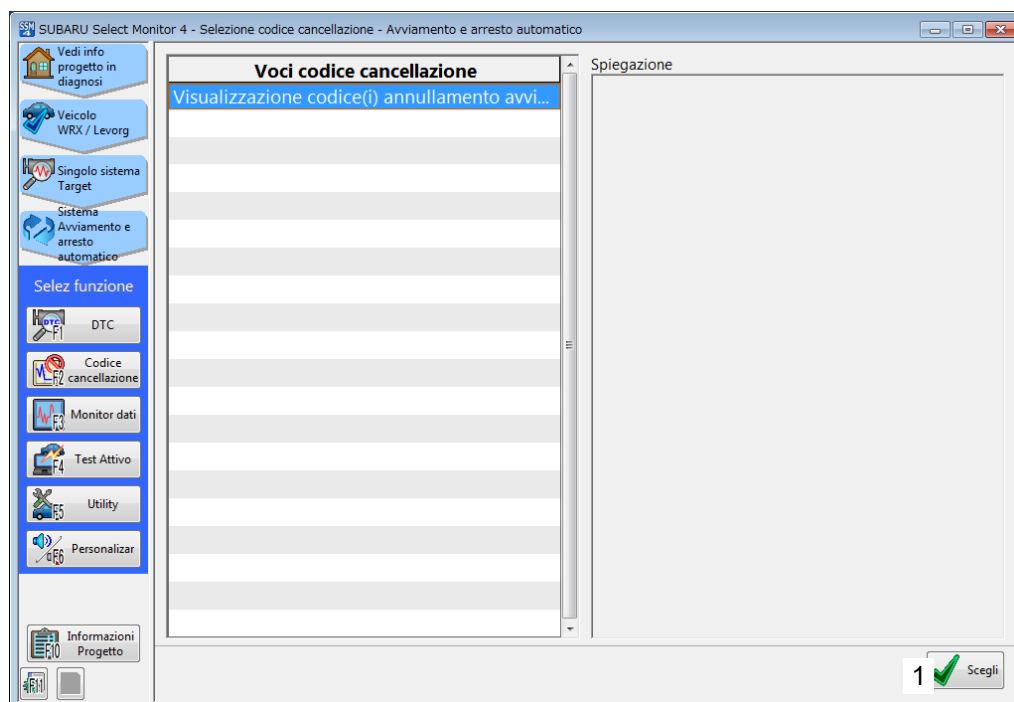 SUBARU Select Monitor 4 - Selezione codice cancellazione - Avviamento e arresto automatico
Vedi info
progetto in
diagnosi
Veicolo
WRX / Levorg
Singolo sistema
Target
Sistema
Avviamento e
arresto
automatico
Selez funzione
DTC
F1
DTC
F2
Codice
cancellazione
F3
Monitor dati
F4
Test Attivo
F5
Utility
F6
Personalizar
F10
Informazioni
Progetto
F11
Voci codice cancellazione
Visualizzazione codice(i) annullamento avvi...
Spiegazione
1
Scegli